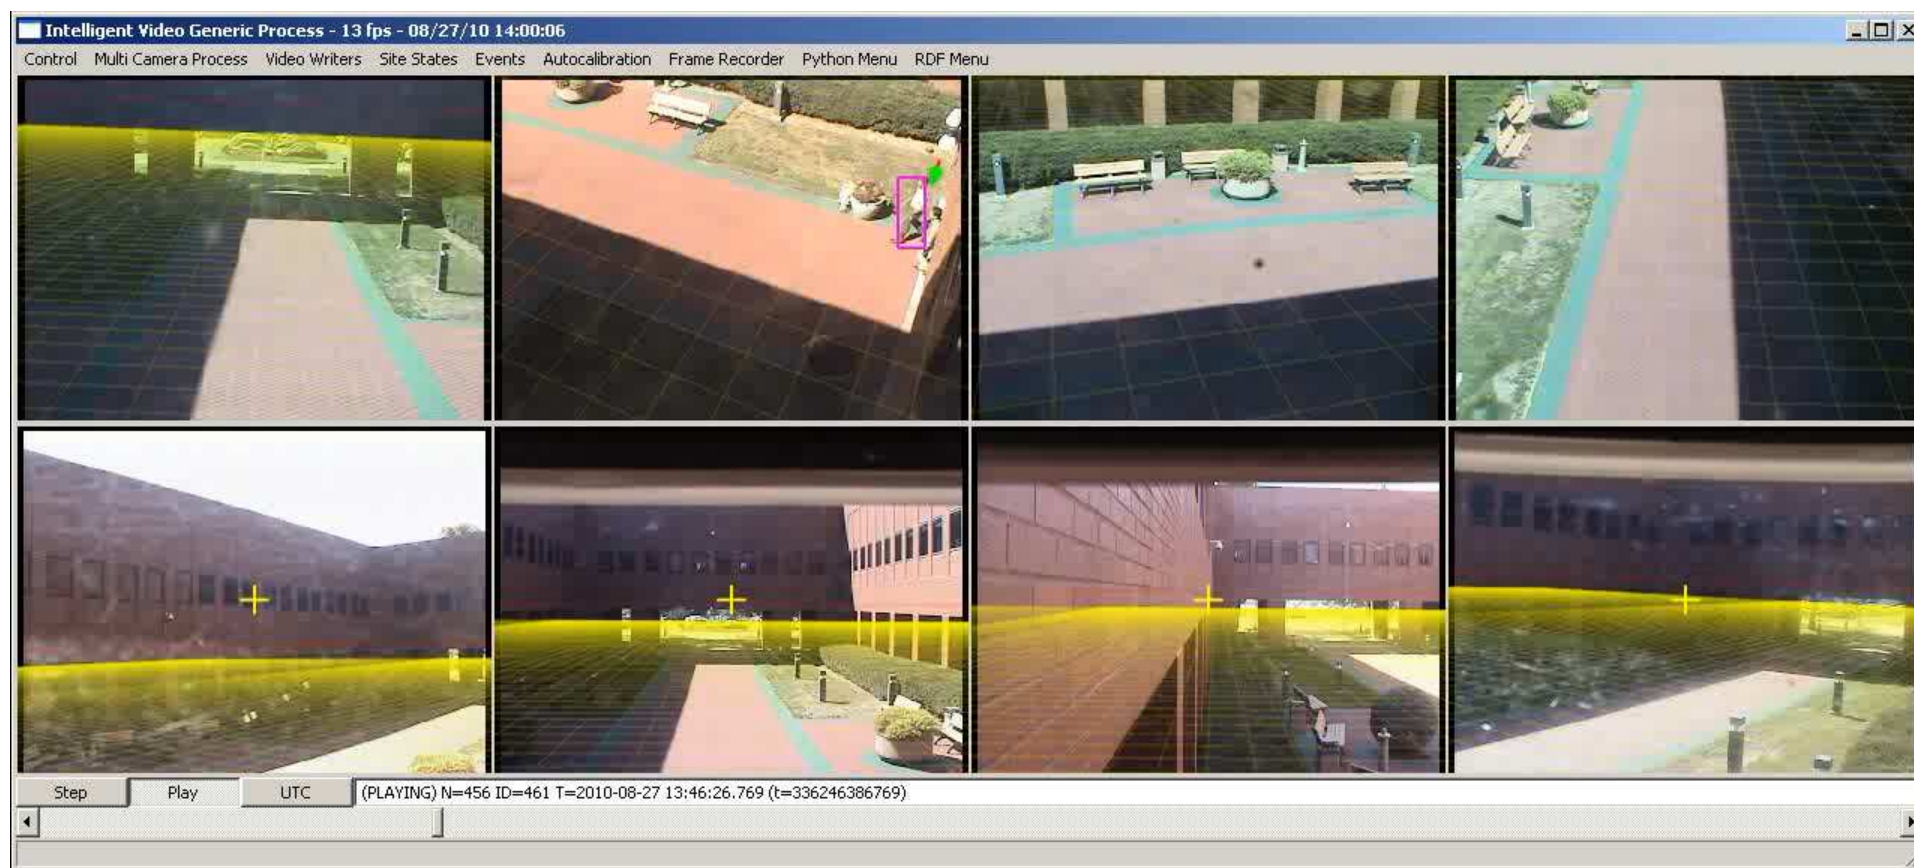 Intelligent Video Generic Process - 13 fps - 08/27/10 14:00:06
Control Multi Camera Process Video Writers Site States Events Autocalibration Frame Recorder Python Menu RDF Menu
Step Play UTC (PLAYING) N=456 ID=461 T=2010-08-27 13:46:26.769 (t=336246386769)